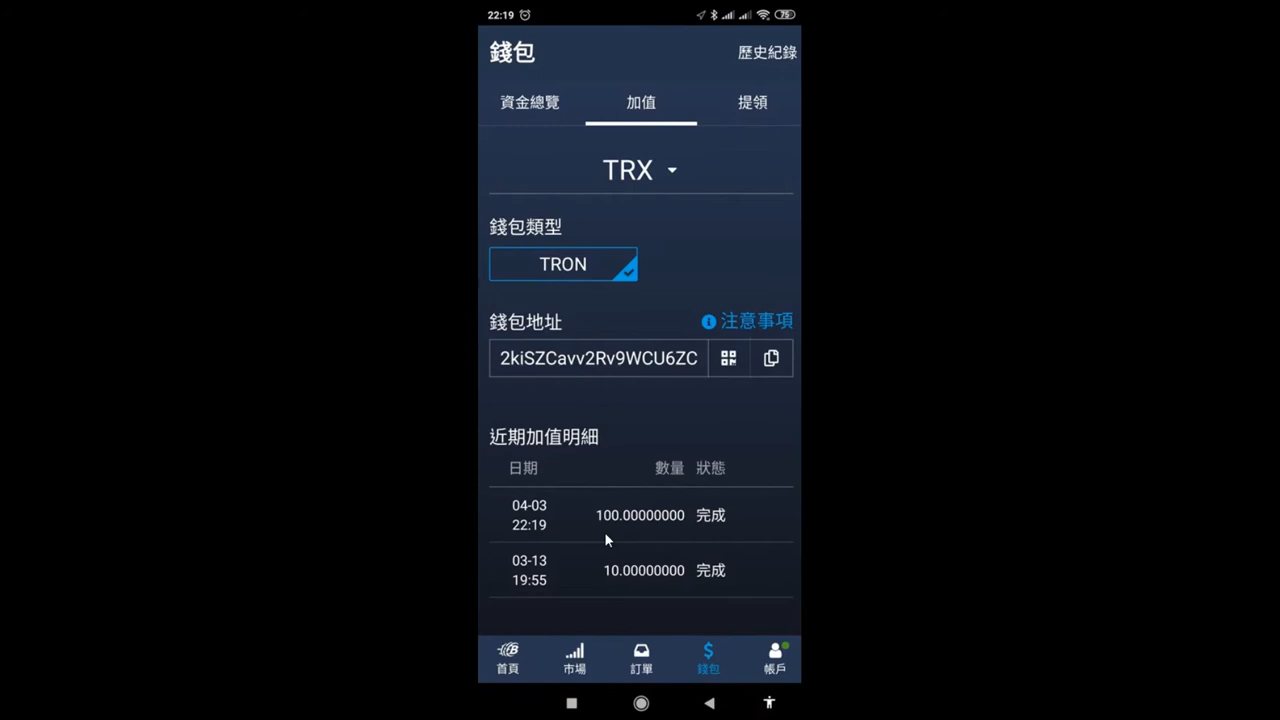 22:19
75
錢包
歷史紀錄
資金總覽 加值 提領
TRX
錢包類型
TRON
錢包地址
注意事項
2kiSZCavv2Rv9WCU6ZC
近期加值明細
日期 數量 狀態
04-03
22:19
100.00000000 完成
03-13
19:55
10.00000000 完成
首頁 市場 訂單 錢包 帳戶